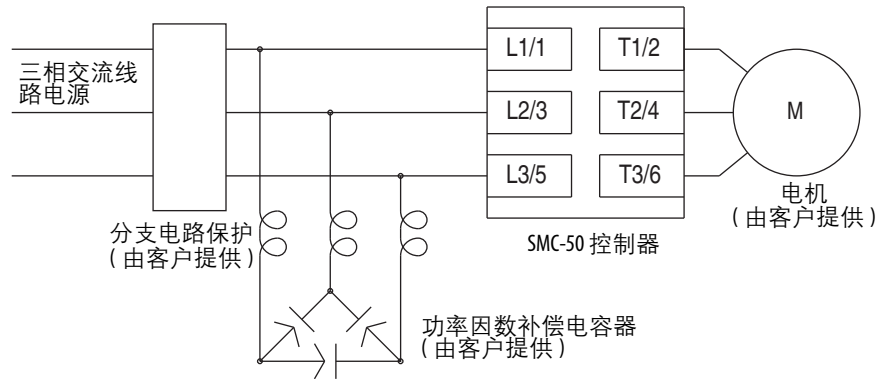 三相交流线
路电源
L1/1
T1/2
L2/3
T2/4
M
L3/5
T3/6
电机
(由客户提供)
分支电路保护
(由客户提供)
SMC-50 控制器
功率因数补偿电容器
(由客户提供)